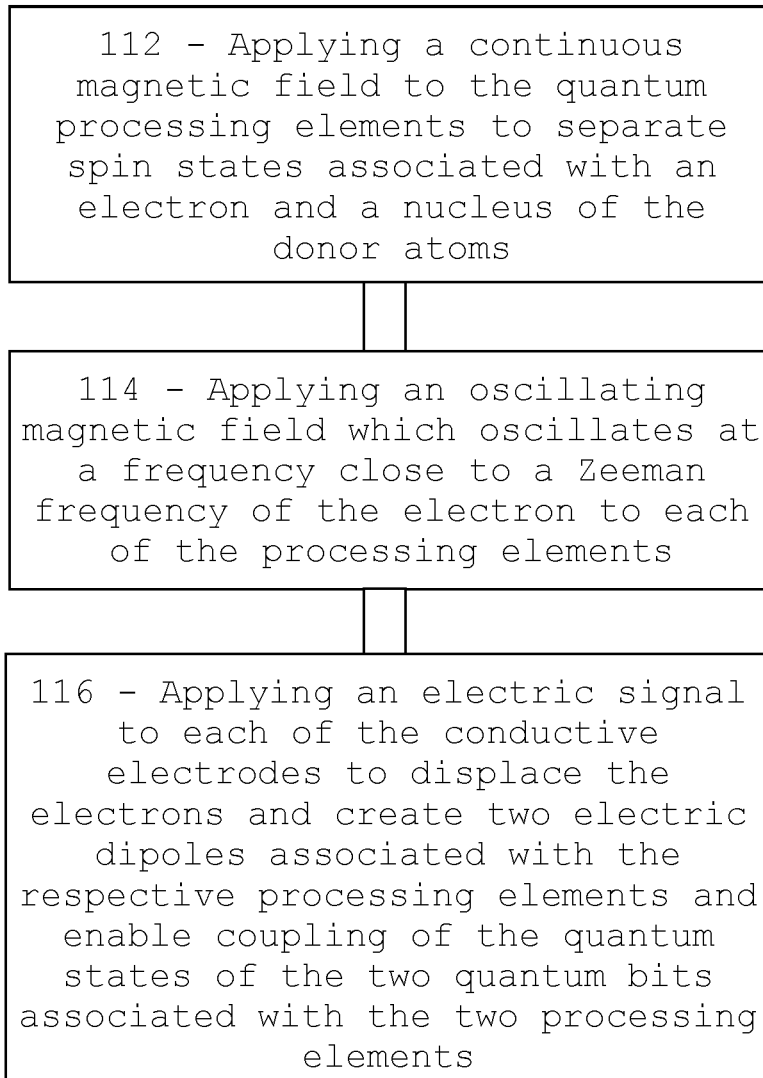 112 - Applying a continuous
magnetic field to the quantum
processing elements to separate
spin states associated with an
electron and a nucleus of the
donor atoms
114 - Applying an oscillating
magnetic field which oscillates at
a frequency close to a Zeeman
frequency of the electron to each
of the processing elements
116 - Applying an electric signal
to each of the conductive
electrodes to displace the
electrons and create two electric
dipoles associated with the
respective processing elements and
enable coupling of the quantum
states of the two quantum bits
associated with the two processing
elements